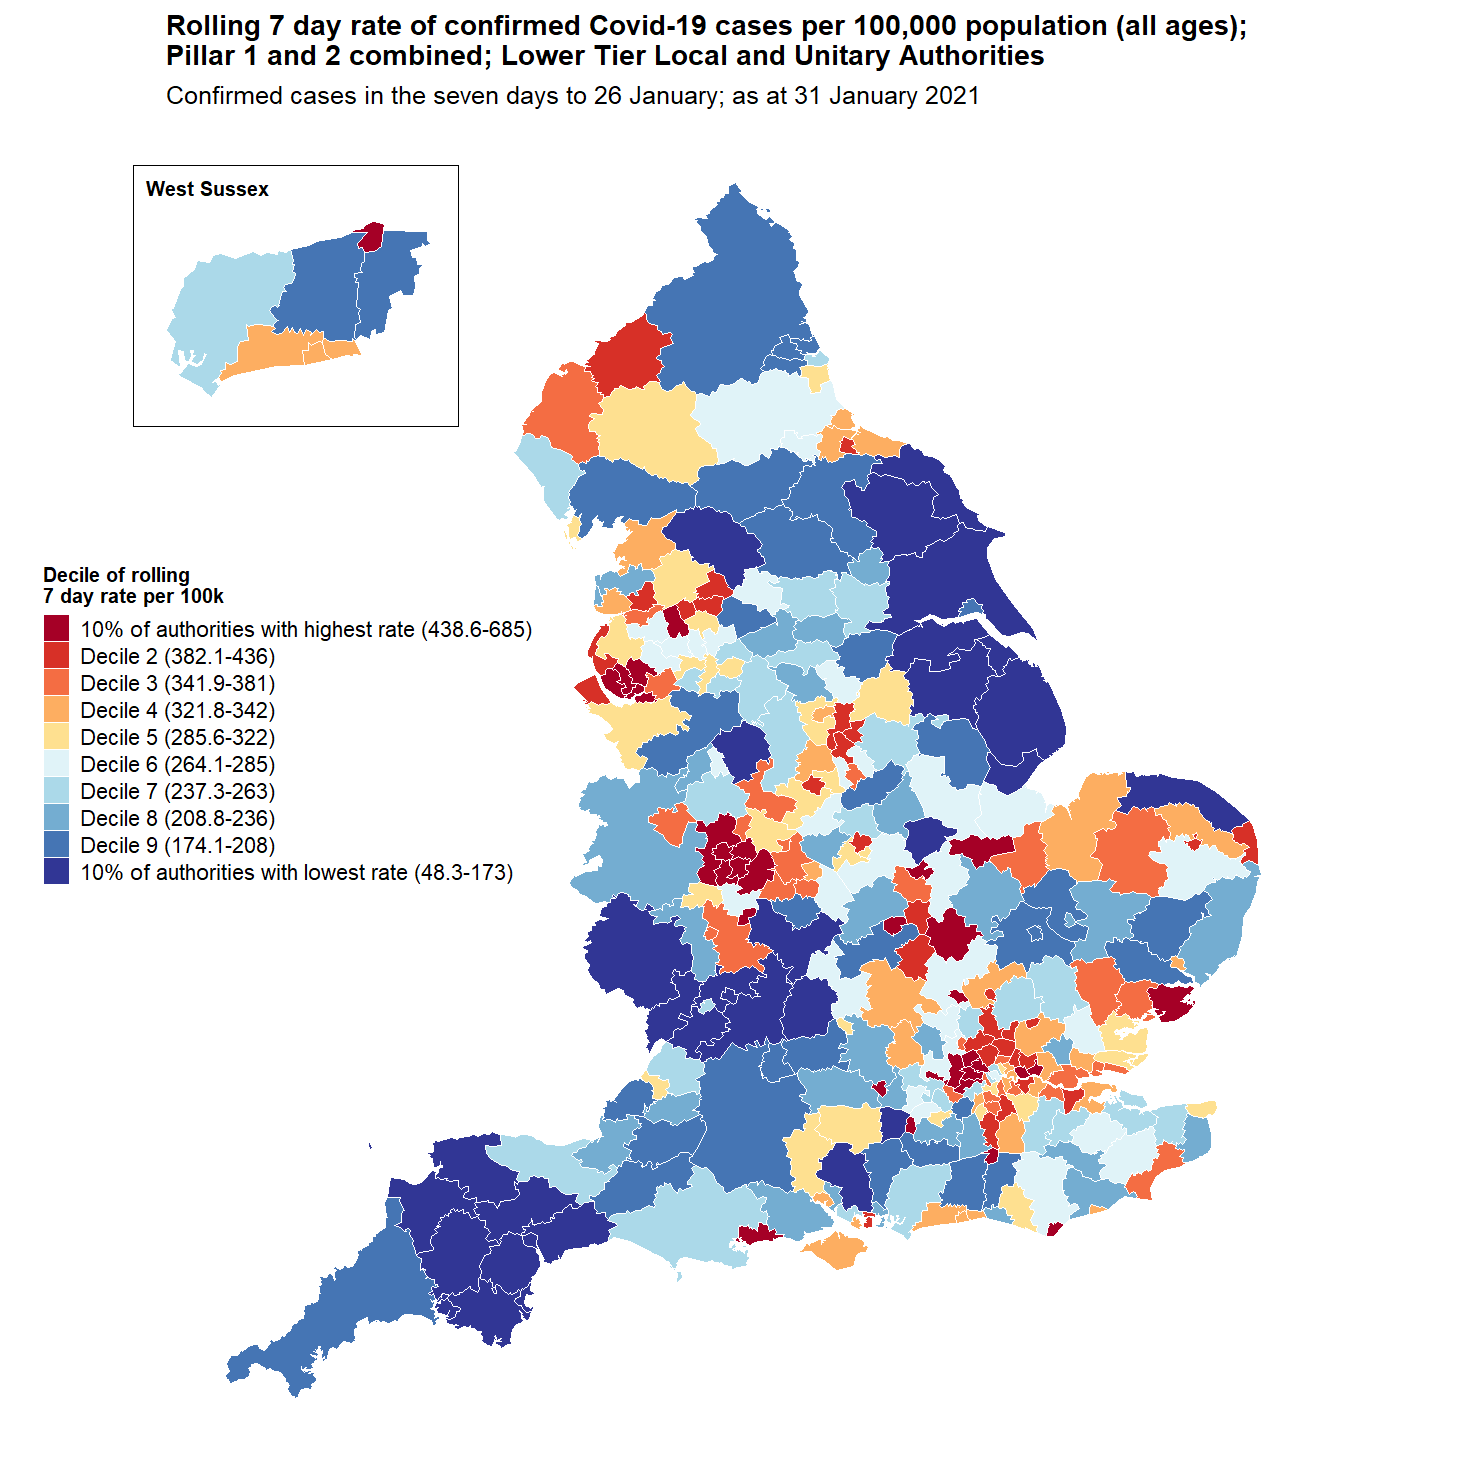 Rolling 7 day rate of confirmed Covid-19 cases per 100,000 population (all ages);
Pillar 1 and 2 combined; Lower Tier Local and Unitary Authorities
Confirmed cases in the seven days to 26 January; as at 31 January 2021
West Sussex
Decile of rolling
7 day rate per 100k
10% of authorities with highest rate (438.6-685)
Decile 2 (382.1-436)
Decile 3 (341.9-381)
Decile 4 (321.8-342)
Decile 5 (285.6-322)
Decile 6 (264.1-285)
Decile 7 (237.3-263)
Decile 8 (208.8-236)
Decile 9 (174.1-208)
10% of authorities with lowest rate (48.3-173)